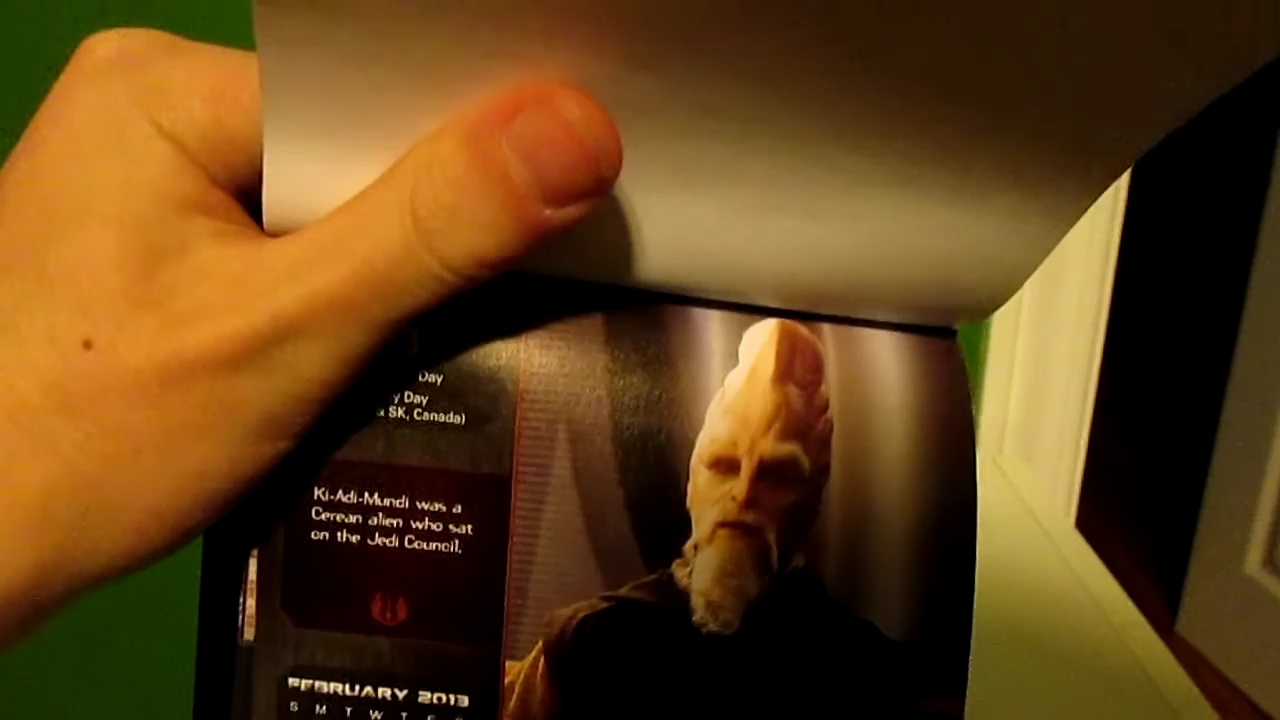 Day
y Day
& SK, Canada)
Ki-Adi-Mundi was a
Cerean alien who sat
on the Jedi Council.
FEBRUARY 2013
S M T W T F S